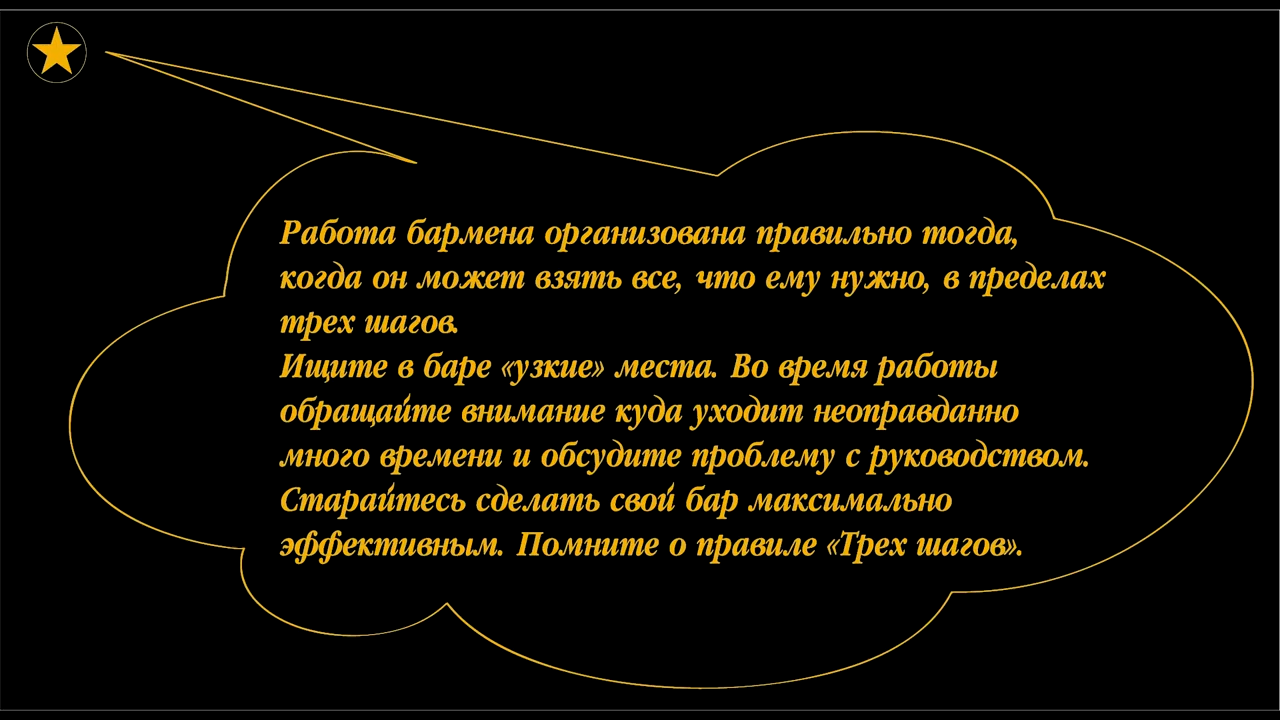 Работа бармена организована правильно тогда,
когда он может взять все, что ему нужно, в пределах
трех шагов.
Ищите в баре «узкие» места. Во время работы
обращайте внимание куда уходит неоправданно
много времени и обсудите проблему с руководством.
Старайтесь сделать свой бар максимально
эффективным. Помните о правиле «Трех шагов».